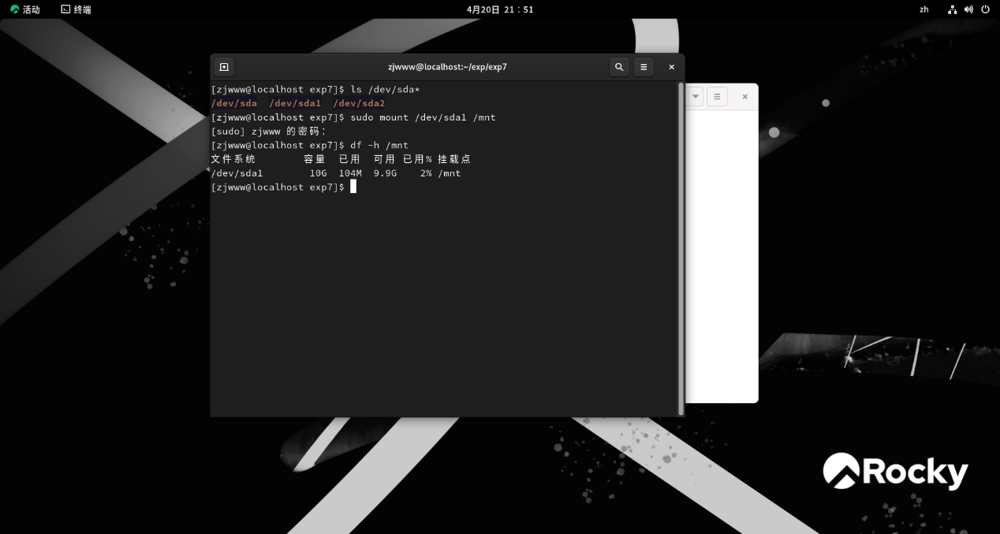 活动 终端 4月20日 21：51 zh
zjwww@localhost:~/exp/exp7
[zjwww@localhost exp7]$ ls /dev/sda*
/dev/sda /dev/sda1 /dev/sda2
[zjwww@localhost exp7]$ sudo mount /dev/sda1 /mnt
[sudo] zjwww 的密码：
[zjwww@localhost exp7]$ df -h /mnt
文件系统 容量 已用 可用 已用% 挂载点
/dev/sda1 10G 104M 9.9G 2% /mnt
[zjwww@localhost exp7]$
Rocky